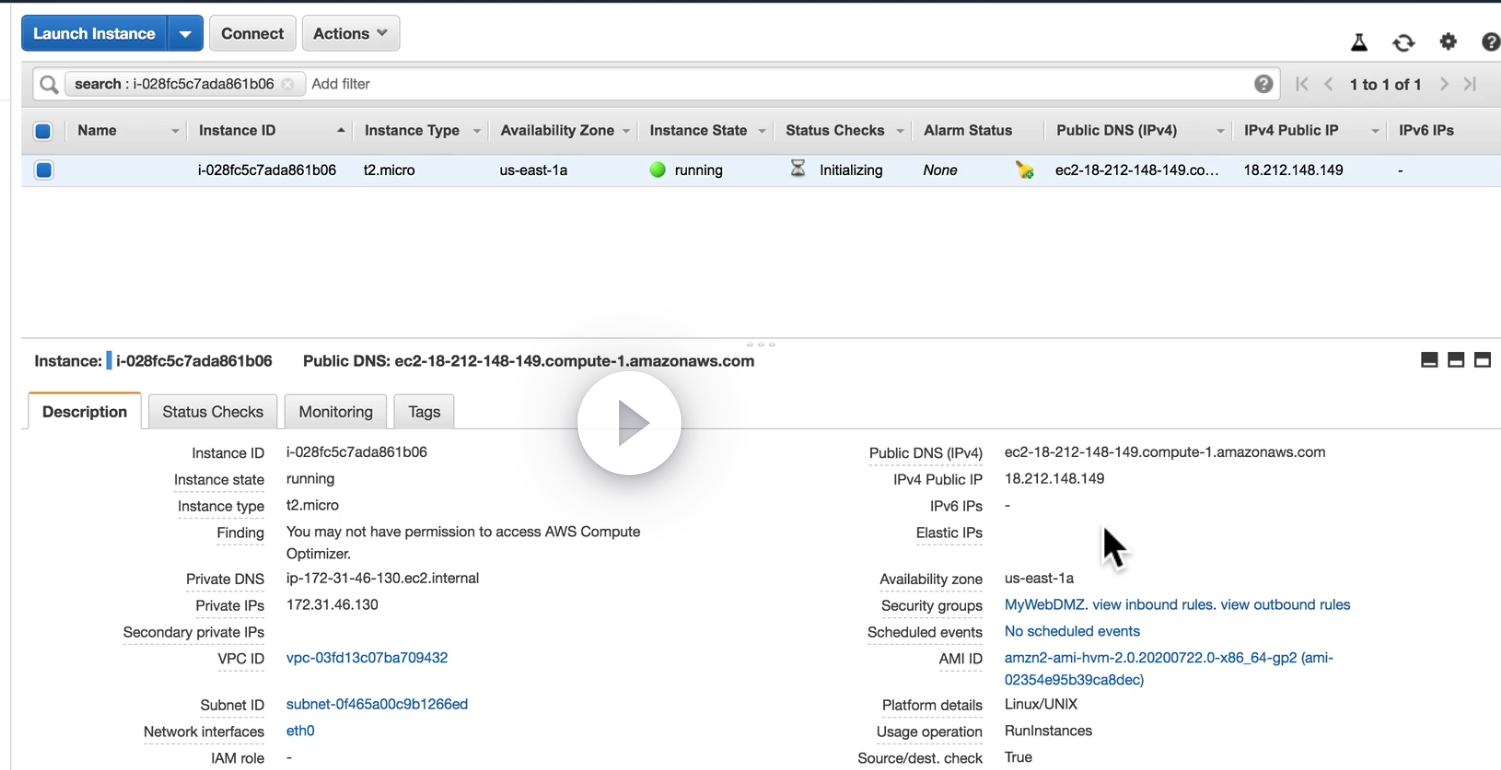 Launch Instance Connect Actions
search : i-028fc5c7ada861b06 Add filter 1 to 1 of 1
Name Instance ID Instance Type Availability Zone Instance State Status Checks Alarm Status Public DNS (IPv4) IPv4 Public IP IPv6 IPs
i-028fc5c7ada861b06 t2.micro us-east-1a running Initializing None ec2-18-212-148-149.co... 18.212.148.149 -
Instance: i-028fc5c7ada861b06 Public DNS: ec2-18-212-148-149.compute-1.amazonaws.com
Description Status Checks Monitoring Tags
Instance ID i-028fc5c7ada861b06
Instance state running
Instance type t2.micro
Finding You may not have permission to access AWS Compute
Optimizer.
Private DNS ip-172-31-46-130.ec2.internal
Private IPs 172.31.46.130
Secondary private IPs
VPC ID vpc-03fd13c07ba709432
Subnet ID subnet-0f465a00c9b1266ed
Network interfaces eth0
IAM role -
Public DNS (IPv4) ec2-18-212-148-149.compute-1.amazonaws.com
IPv4 Public IP 18.212.148.149
IPv6 IPs -
Elastic IPs
Availability zone us-east-1a
Security groups MyWebDMZ. view inbound rules. view outbound rules
Scheduled events No scheduled events
AMI ID amzn2-ami-hvm-2.0.20200722.0-x86_64-gp2 (ami-
02354e95b39ca8dec)
Platform details Linux/UNIX
Usage operation RunInstances
Source/dest. check True